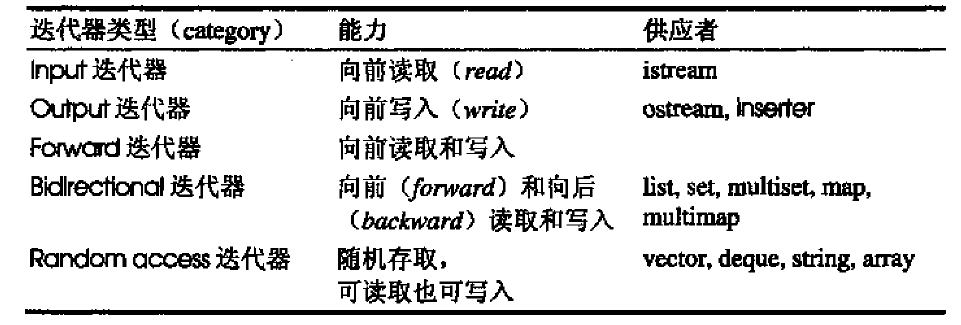 迭代器类型（category） 能力 供应者
Input 迭代器 向前读取（read） istream
Output 迭代器 向前写入（write） ostream, inserter
Forward 迭代器 向前读取和写入
Bidirectional 迭代器 向前（forward）和向后 list, set, multiset, map,
（backward）读取和写入 multimap
Random access 迭代器 随机存取， vector, deque, string, array
可读取也可写入